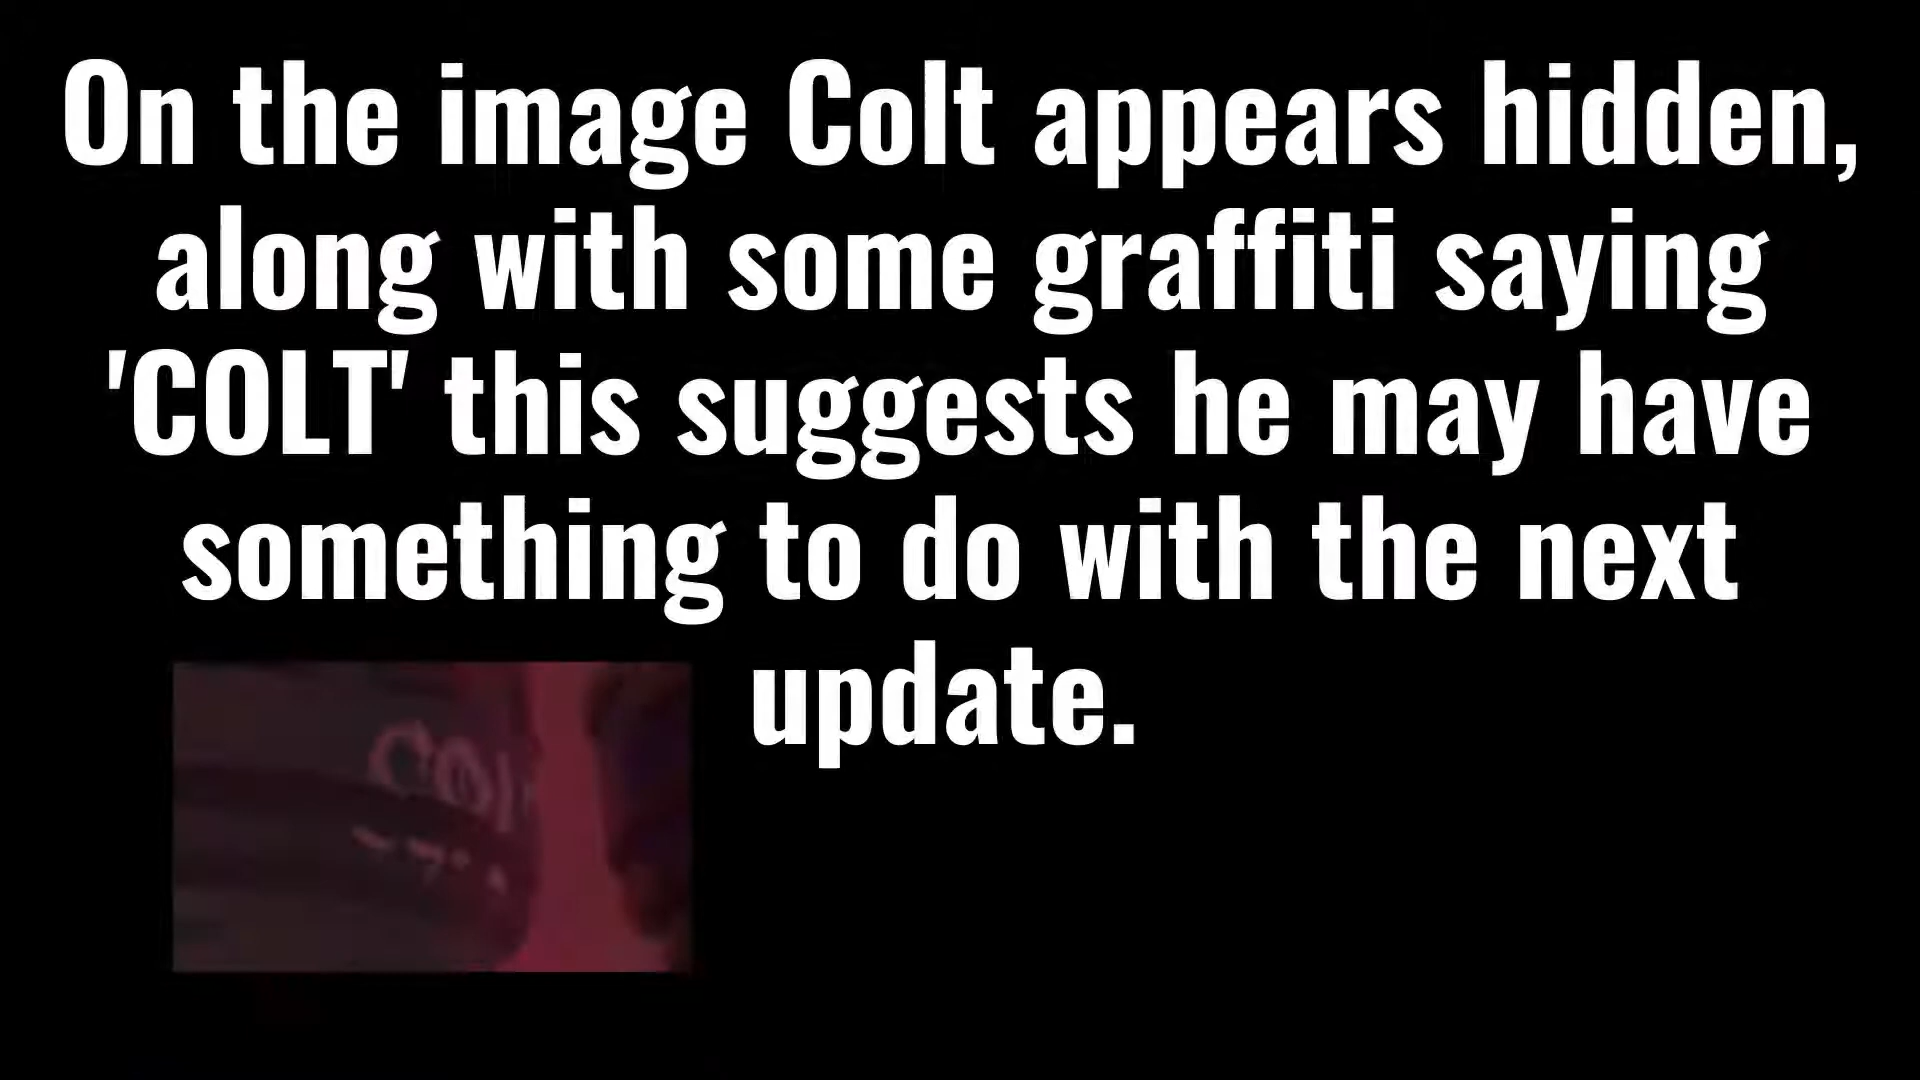 On the image Colt appears hidden,
along with some graffiti saying
'COLT' this suggests he may have
something to do with the next
update.